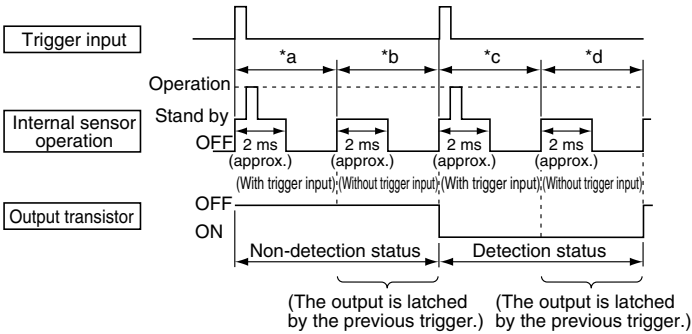 Trigger input
*a *b *c *d
Operation
Stand by
OFF
Internal sensor
operation
2 ms 2 ms 2 ms 2 ms
(approx.) (approx.) (approx.) (approx.)
(With trigger input) (Without trigger input) (With trigger input) (Without trigger input)
Output transistor
OFF
ON
Non-detection status Detection status
(The output is latched
by the previous trigger.)
(The output is latched
by the previous trigger.)